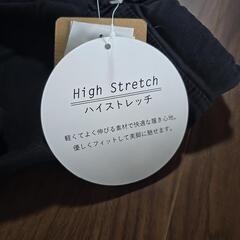 High Stretch
ハイストレッチ
軽くてよく伸びる素材で快適な履き心地。
優しくフィットして美脚に魅せます。